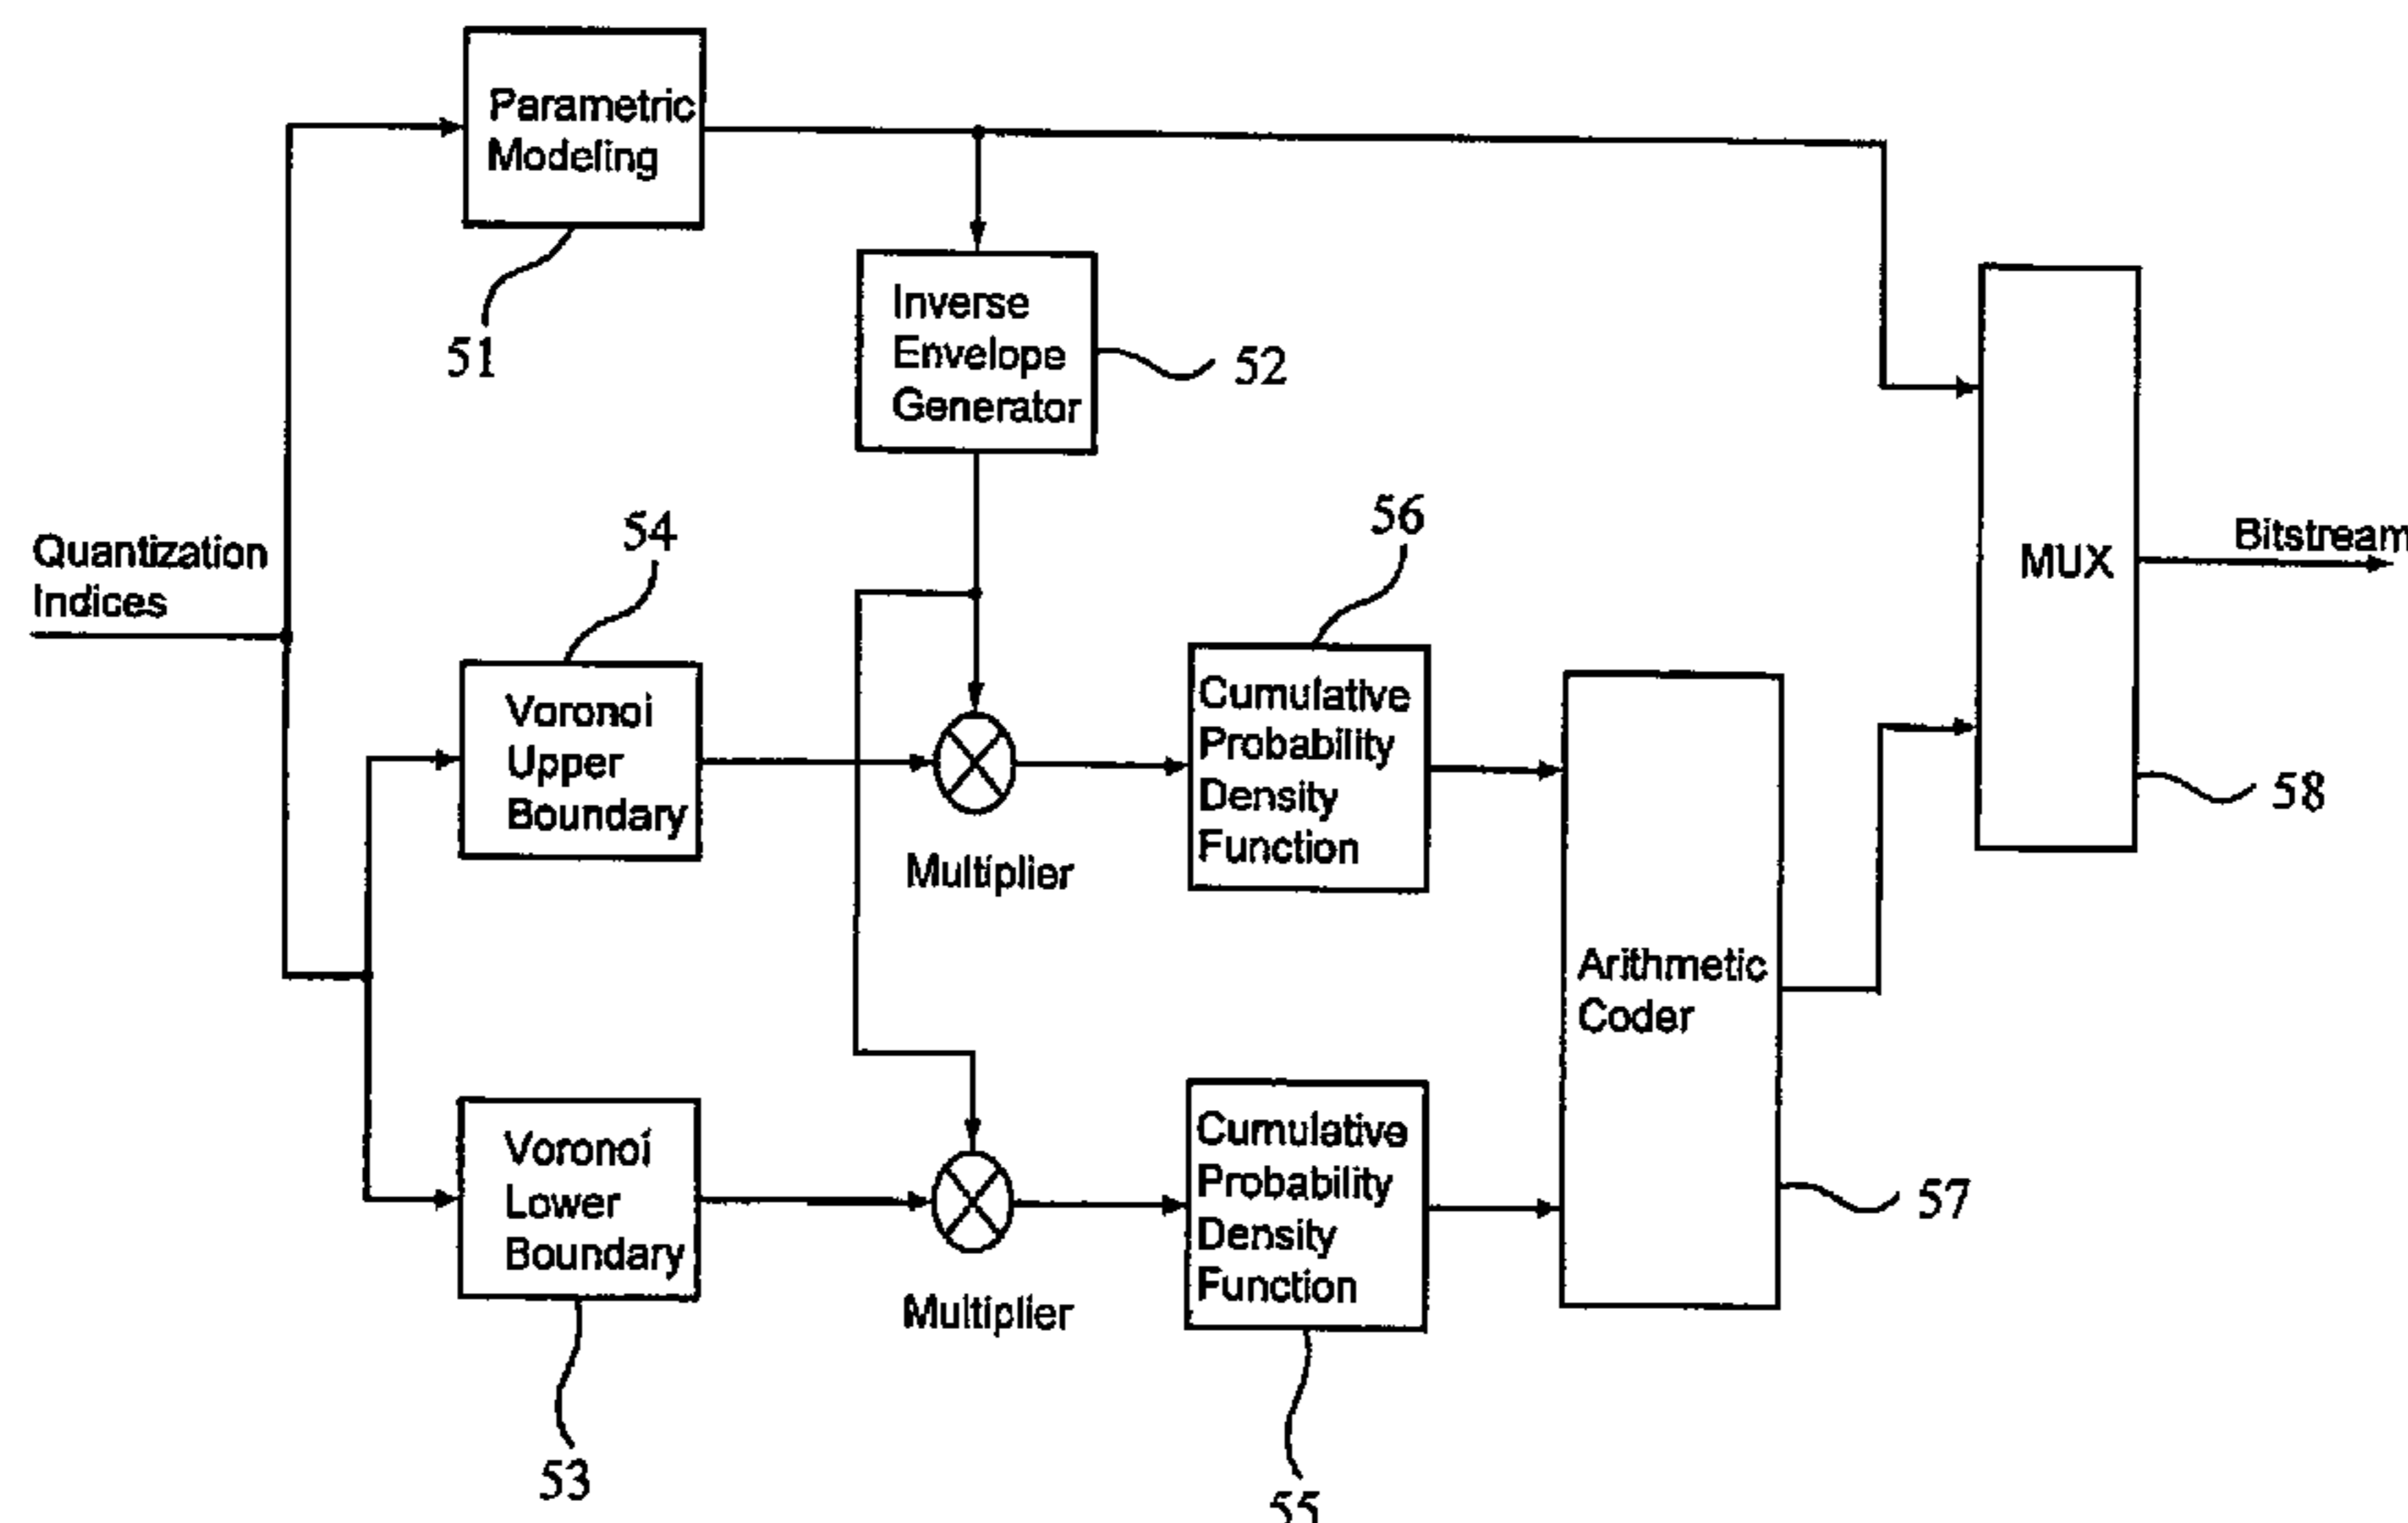 Parametric
Modeling
51
Inverse
Envelope
Generator
52
Quantization
Indices
54
Voronoi
Upper
Boundary
Multiplier
56
Cumulative
Probability
Density
Function
MUX
Bitstream
58
Arithmetic
Coder
57
Voronoi
Lower
Boundary
53
Multiplier
Cumulative
Probability
Density
Function
55